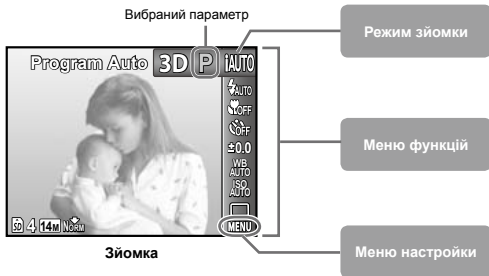 Вибраний параметр
Режим зйомки
Program Auto 3D P iAUTO
AUTO
OFF
OFF
±0.0
Меню функцій
WB
AUTO
ISO
AUTO
SD 4 14M NORM
MENU
Зйомка
Меню настройки